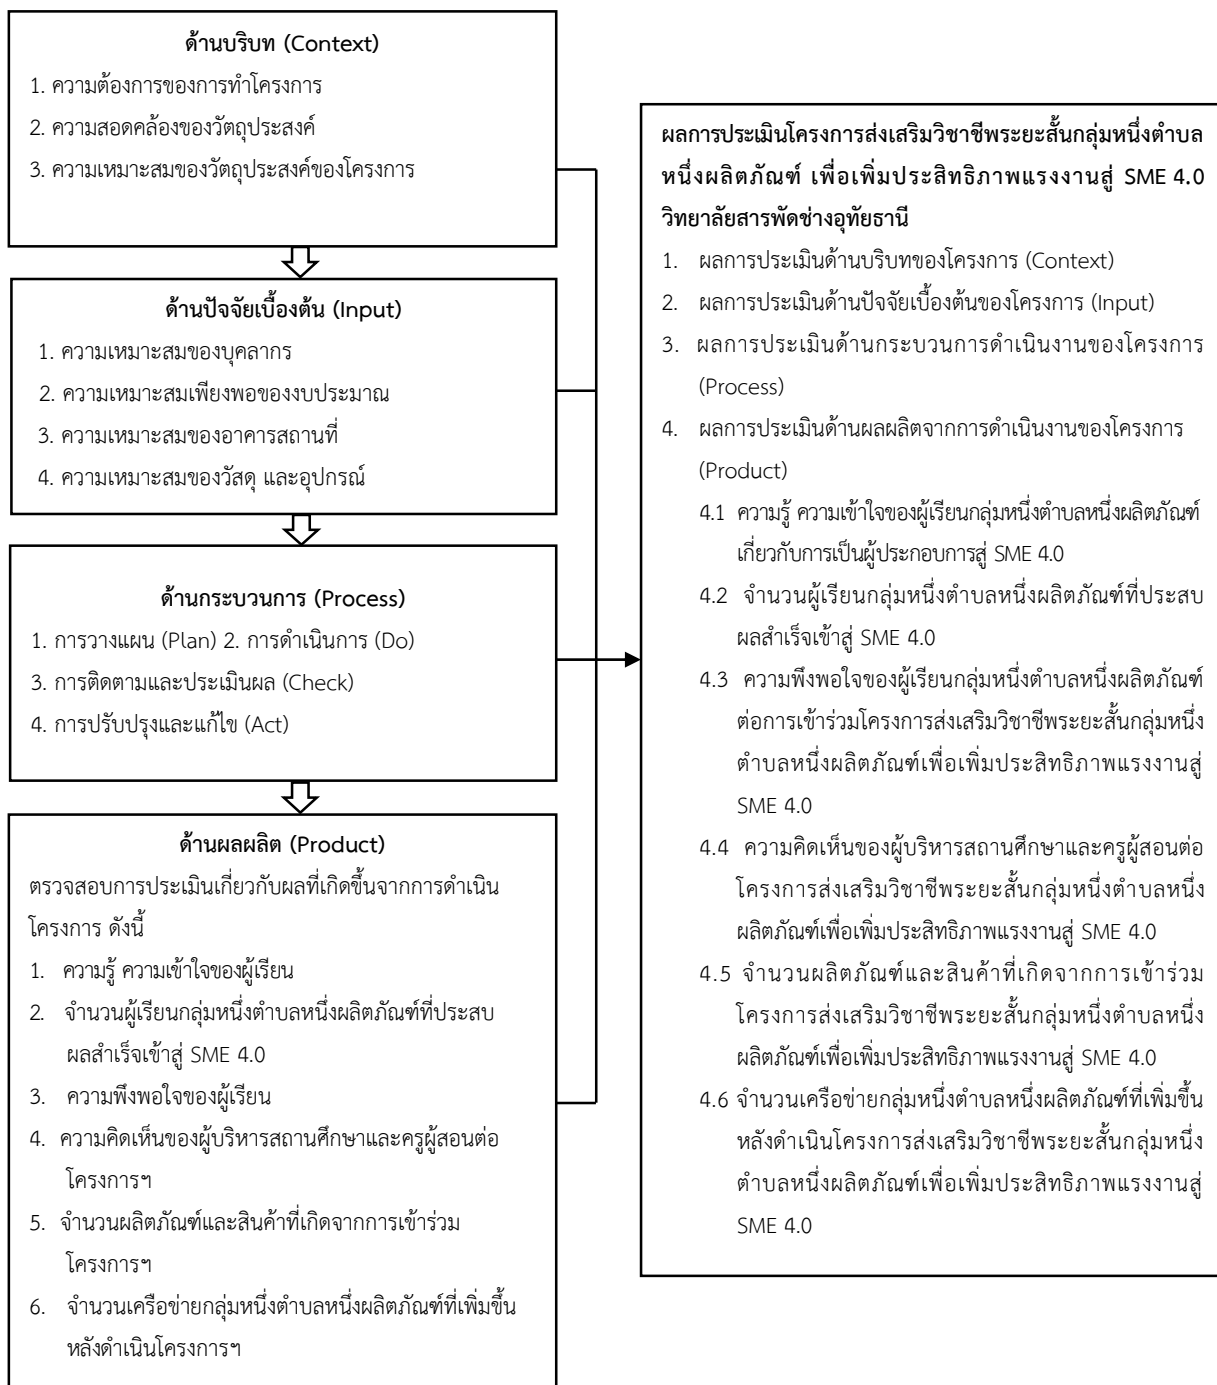 ด้านบริบท (Context)
1. ความต้องการของการทำโครงการ
2. ความสอดคล้องของวัตถุประสงค์
3. ความเหมาะสมของวัตถุประสงค์ของโครงการ
ด้านปัจจัยเบื้องต้น (Input)
1. ความเหมาะสมของบุคลากร
2. ความเหมาะสมเพียงพอของงบประมาณ
3. ความเหมาะสมของอาคารสถานที่
4. ความเหมาะสมของวัสดุ และอุปกรณ์
ด้านกระบวนการ (Process)
1. การวางแผน (Plan) 2. การดำเนินการ (Do)
3. การติดตามและประเมินผล (Check)
4. การปรับปรุงและแก้ไข (Act)
ด้านผลผลิต (Product)
ตรวจสอบการประเมินเกี่ยวกับผลที่เกิดขึ้นจากการดำเนิน
โครงการ ดังนี้
1. ความรู้ ความเข้าใจของผู้เรียน
2. จำนวนผู้เรียนกลุ่มหนึ่งตำบลหนึ่งผลิตภัณฑ์ที่ประสบ
ผลสำเร็จเข้าสู่ SME 4.0
3. ความพึงพอใจของผู้เรียน
4. ความคิดเห็นของผู้บริหารสถานศึกษาและครูผู้สอนต่อ
โครงการฯ
5. จำนวนผลิตภัณฑ์และสินค้าที่เกิดจากการเข้าร่วม
โครงการฯ
6. จำนวนเครือข่ายกลุ่มหนึ่งตำบลหนึ่งผลิตภัณฑ์ที่เพิ่มขึ้น
หลังดำเนินโครงการฯ
ผลการประเมินโครงการส่งเสริมวิชาชีพระยะสั้นกลุ่มหนึ่งตำบล
หนึ่งผลิตภัณฑ์ เพื่อเพิ่มประสิทธิภาพแรงงานสู่ SME 4.0
วิทยาลัยสารพัดช่างอุทัยธานี
1. ผลการประเมินด้านบริบทของโครงการ (Context)
2. ผลการประเมินด้านปัจจัยเบื้องต้นของโครงการ (Input)
3. ผลการประเมินด้านกระบวนการดำเนินงานของโครงการ
(Process)
4. ผลการประเมินด้านผลผลิตจากการดำเนินงานของโครงการ
(Product)
4.1 ความรู้ ความเข้าใจของผู้เรียนกลุ่มหนึ่งตำบลหนึ่งผลิตภัณฑ์
เกี่ยวกับการเป็นผู้ประกอบการสู่ SME 4.0
4.2 จำนวนผู้เรียนกลุ่มหนึ่งตำบลหนึ่งผลิตภัณฑ์ที่ประสบ
ผลสำเร็จเข้าสู่ SME 4.0
4.3 ความพึงพอใจของผู้เรียนกลุ่มหนึ่งตำบลหนึ่งผลิตภัณฑ์
ต่อการเข้าร่วมโครงการส่งเสริมวิชาชีพระยะสั้นกลุ่มหนึ่ง
ตำบลหนึ่งผลิตภัณฑ์เพื่อเพิ่มประสิทธิภาพแรงงานสู่
SME 4.0
4.4 ความคิดเห็นของผู้บริหารสถานศึกษาและครูผู้สอนต่อ
โครงการส่งเสริมวิชาชีพระยะสั้นกลุ่มหนึ่งตำบลหนึ่ง
ผลิตภัณฑ์เพื่อเพิ่มประสิทธิภาพแรงงานสู่ SME 4.0
4.5 จำนวนผลิตภัณฑ์และสินค้าที่เกิดจากการเข้าร่วม
โครงการส่งเสริมวิชาชีพระยะสั้นกลุ่มหนึ่งตำบลหนึ่ง
ผลิตภัณฑ์เพื่อเพิ่มประสิทธิภาพแรงงานสู่ SME 4.0
4.6 จำนวนเครือข่ายกลุ่มหนึ่งตำบลหนึ่งผลิตภัณฑ์ที่เพิ่มขึ้น
หลังดำเนินโครงการส่งเสริมวิชาชีพระยะสั้นกลุ่มหนึ่ง
ตำบลหนึ่งผลิตภัณฑ์เพื่อเพิ่มประสิทธิภาพแรงงานสู่
SME 4.0